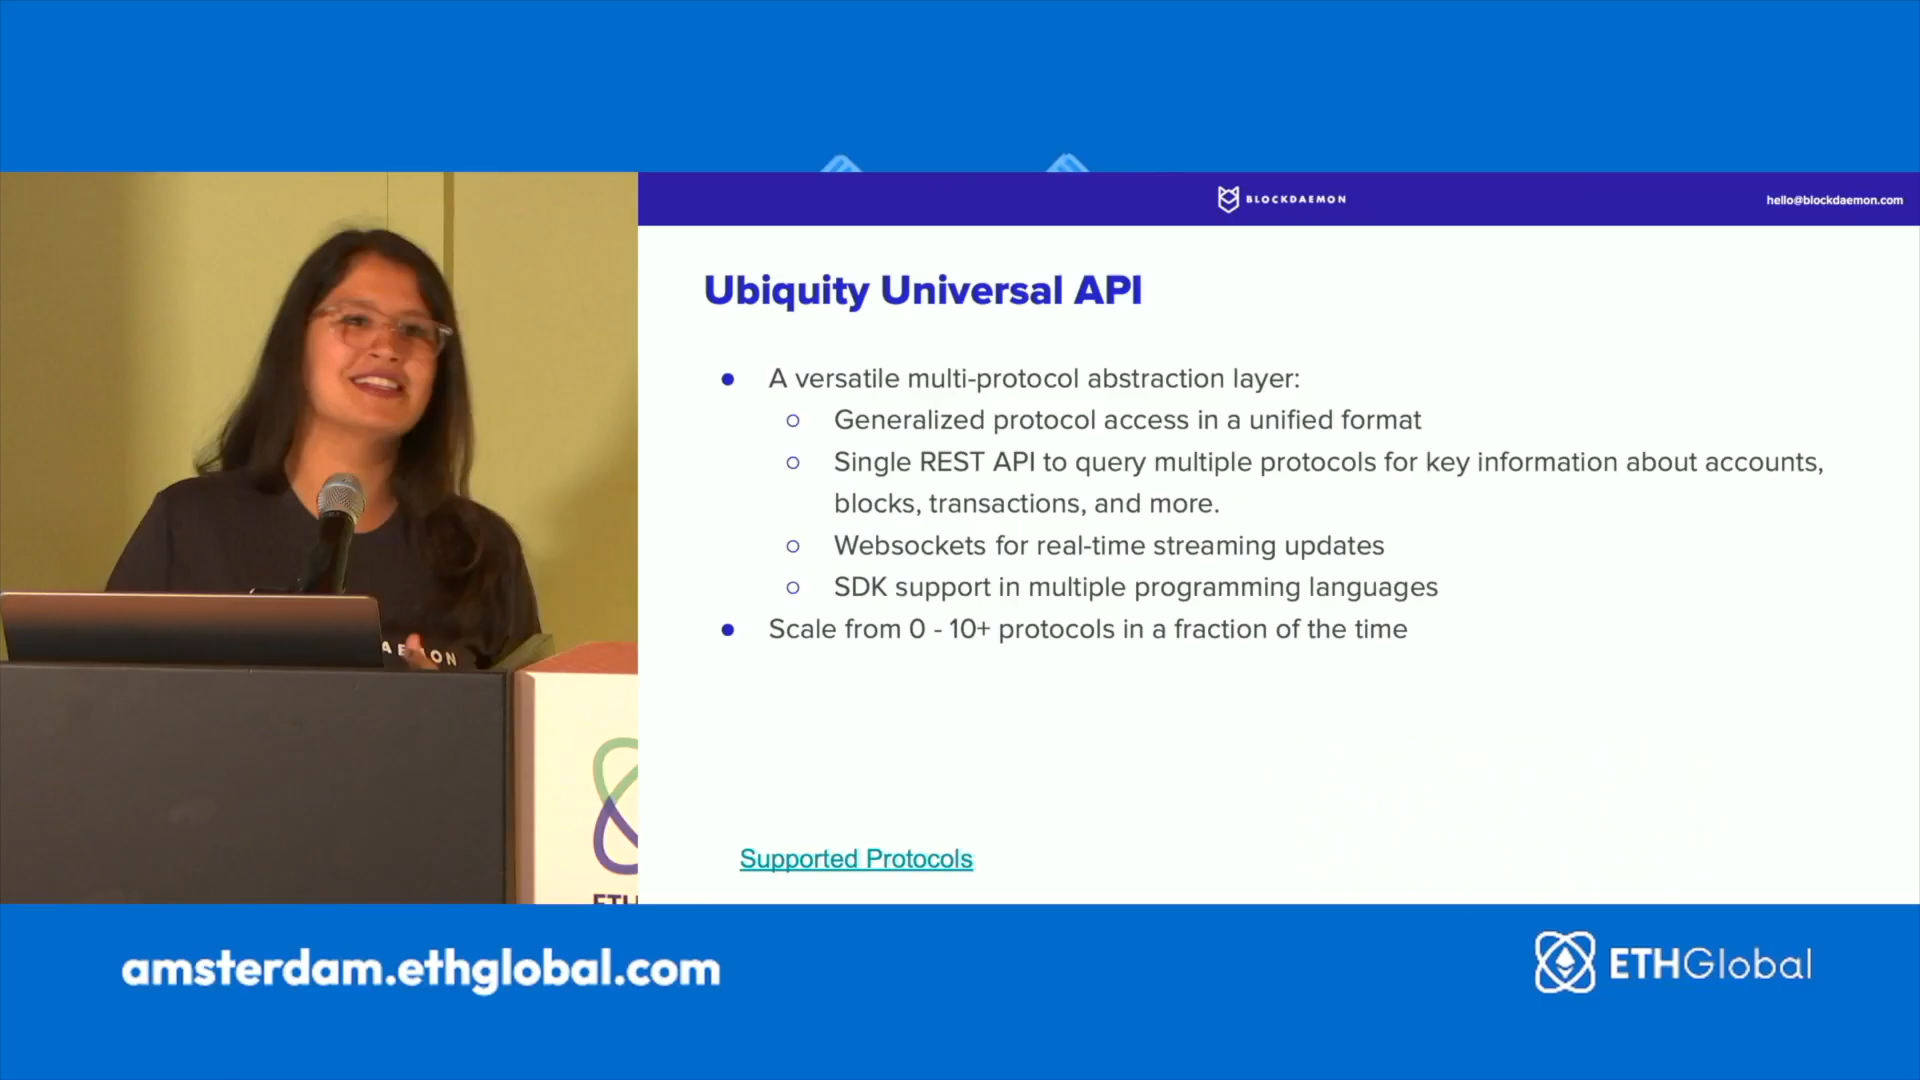 BLOCKDAEMON
hello@blockdaemon.com
Ubiquity Universal API
● A versatile multi-protocol abstraction layer:
○ Generalized protocol access in a unified format
○ Single REST API to query multiple protocols for key information about accounts,
blocks, transactions, and more.
○ Websockets for real-time streaming updates
○ SDK support in multiple programming languages
● Scale from 0 - 10+ protocols in a fraction of the time
Supported Protocols
AEMON
ETH
amsterdam.ethglobal.com
ETHGlobal